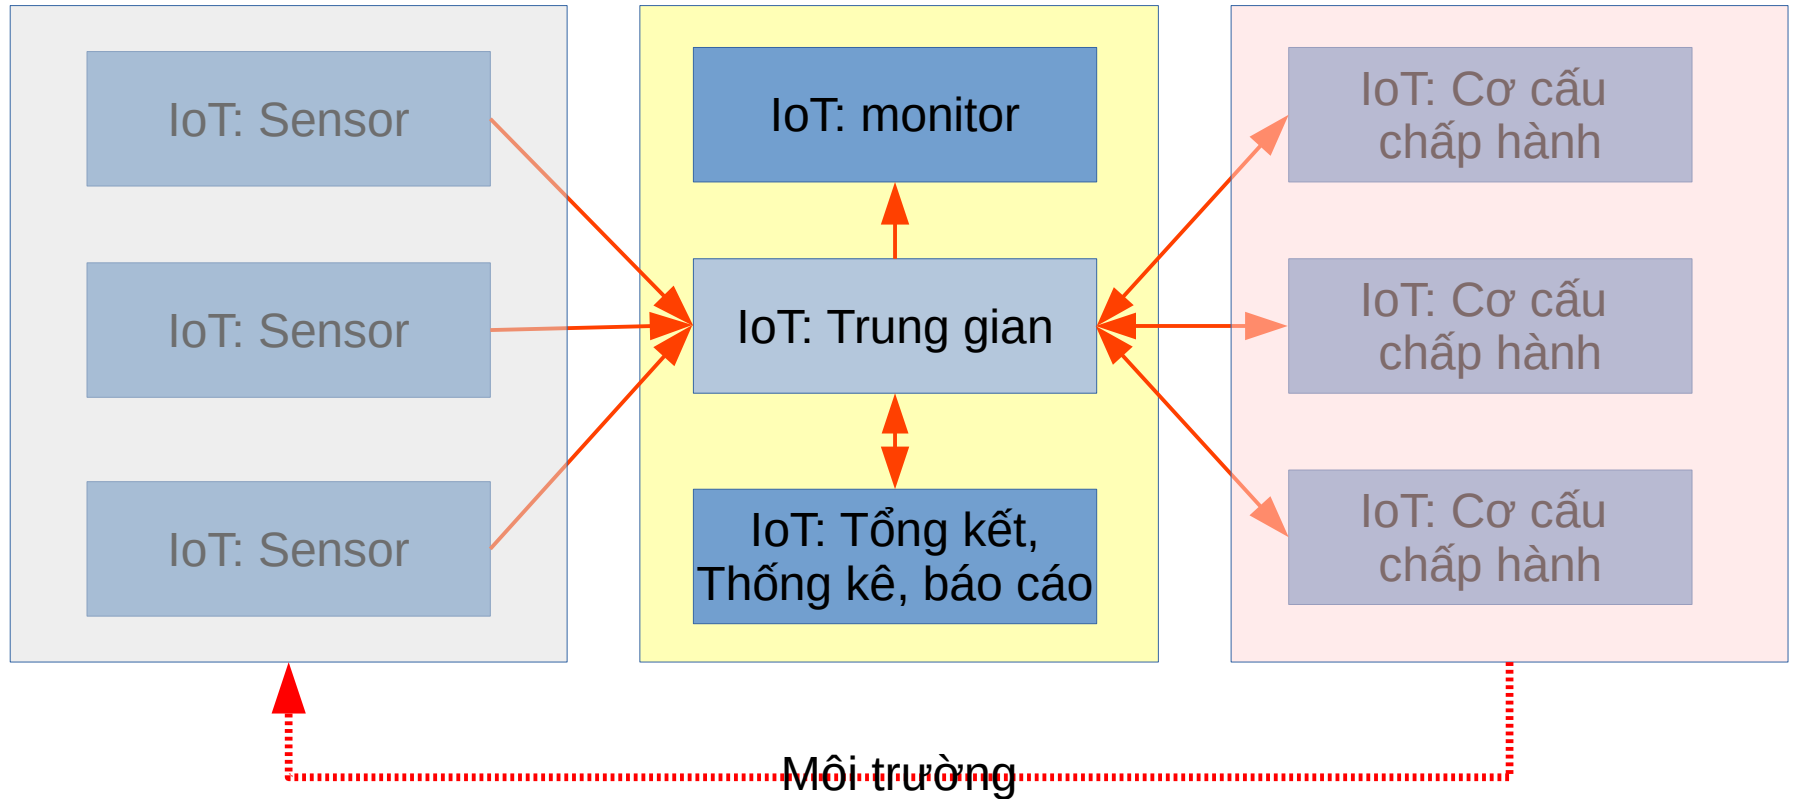 IoT: Sensor
IoT: Sensor
IoT: Sensor
IoT: monitor
IoT: Trung gian
IoT: Tổng kết,
Thống kê, báo cáo
IoT: Cơ cấu
chấp hành
IoT: Cơ cấu
chấp hành
IoT: Cơ cấu
chấp hành
Môi trường